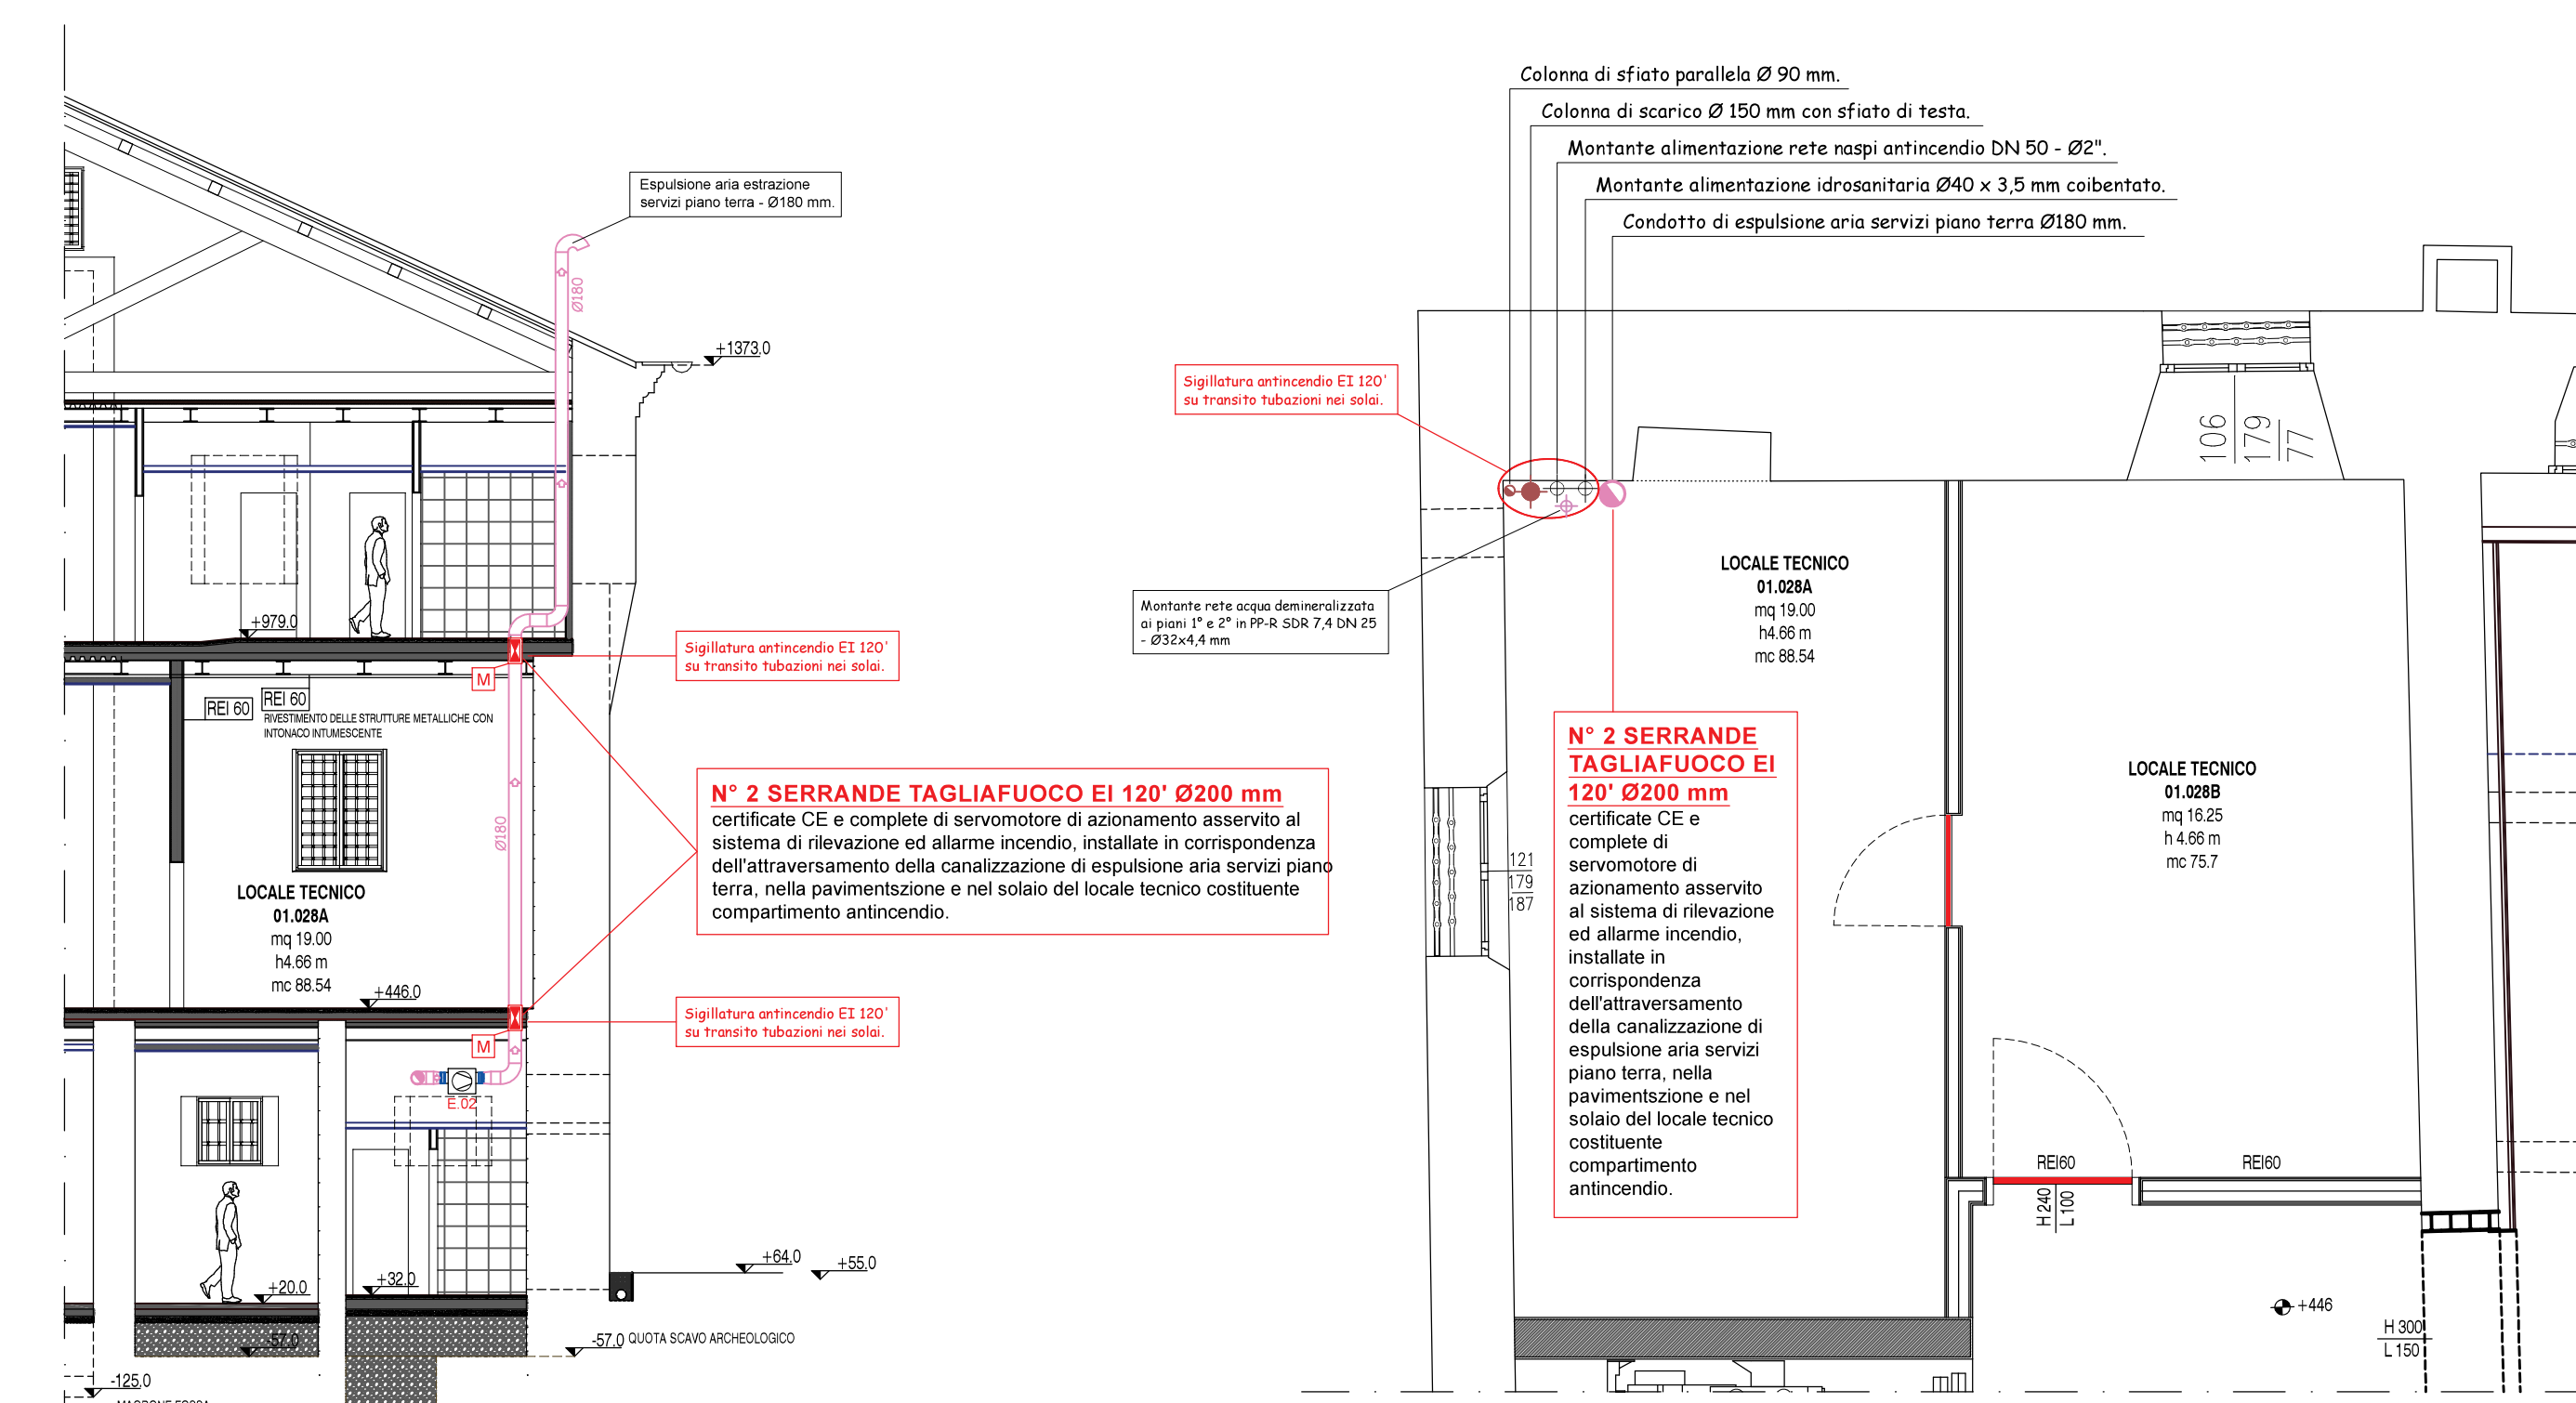 Espulsione aria estrazione
servizi piano terra - Ø180 mm.
Ø180
+1373.0
+979.0
Sigillatura antincendio EI 120'
su transito tubazioni nei solai.
M
REI 60
REI 60
RIVESTIMENTO DELLE STRUTTURE METALLICHE CON
INTONACO INTUMESCENTE
N° 2 SERRANDE TAGLIAFUOCO EI 120' Ø200 mm
certificate CE e complete di servomotore di azionamento asservito al
sistema di rilevazione ed allarme incendio, installate in corrispondenza
dell'attraversamento della canalizzazione di espulsione aria servizi piano
terra, nella pavimentszione e nel solaio del locale tecnico costituente
compartimento antincendio.
Ø180
LOCALE TECNICO
01.028A
mq 19.00
h4.66 m
mc 88.54
+446.0
Sigillatura antincendio EI 120'
su transito tubazioni nei solai.
M
E.02
+64.0
+55.0
+20.0
+32.0
-57.0
-57.0 QUOTA SCAVO ARCHEOLOGICO
-125.0
Colonna di sfiato parallela Ø 90 mm.
Colonna di scarico Ø 150 mm con sfiato di testa.
Montante alimentazione rete naspi antincendio DN 50 - Ø2".
Montante alimentazione idrosanitaria Ø40 x 3,5 mm coibentato.
Condotto di espulsione aria servizi piano terra Ø180 mm.
Sigillatura antincendio EI 120'
su transito tubazioni nei solai.
106
179
77
Montante rete acqua demineralizzata
ai piani 1° e 2° in PP-R SDR 7,4 DN 25
- Ø32x4,4 mm
LOCALE TECNICO
01.028A
mq 19.00
h4.66 m
mc 88.54
N° 2 SERRANDE
TAGLIAFUOCO EI
120' Ø200 mm
certificate CE e
complete di
servomotore di
azionamento asservito
al sistema di rilevazione
ed allarme incendio,
installate in
corrispondenza
dell'attraversamento
della canalizzazione di
espulsione aria servizi
piano terra, nella
pavimentszione e nel
solaio del locale tecnico
costituente
compartimento
antincendio.
121
179
187
LOCALE TECNICO
01.028B
mq 16.25
h 4.66 m
mc 75.7
REI60
REI60
H 240
L 100
+446
H 300
L 150